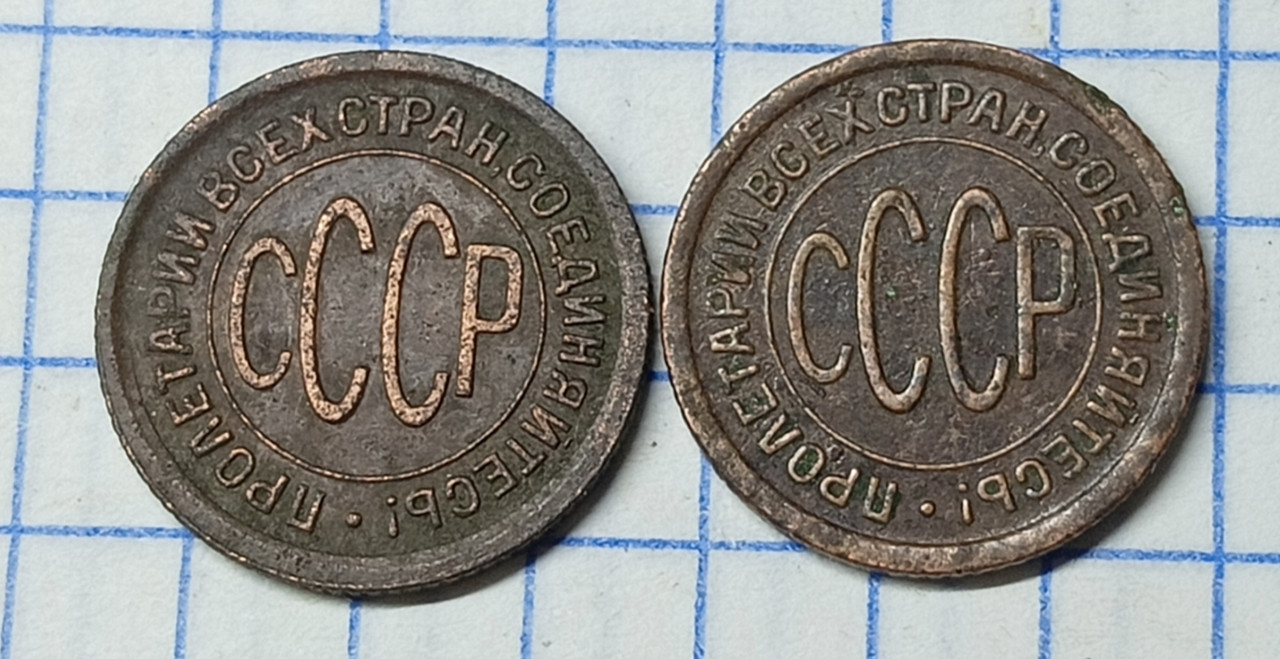 ПРОЛЕТАРИИ ВСЕХ СТРАН, СОЕДИНЯЙТЕСЬ!
СССР
ПРОЛЕТАРИИ ВСЕХ СТРАН, СОЕДИНЯЙТЕСЬ!
СССР